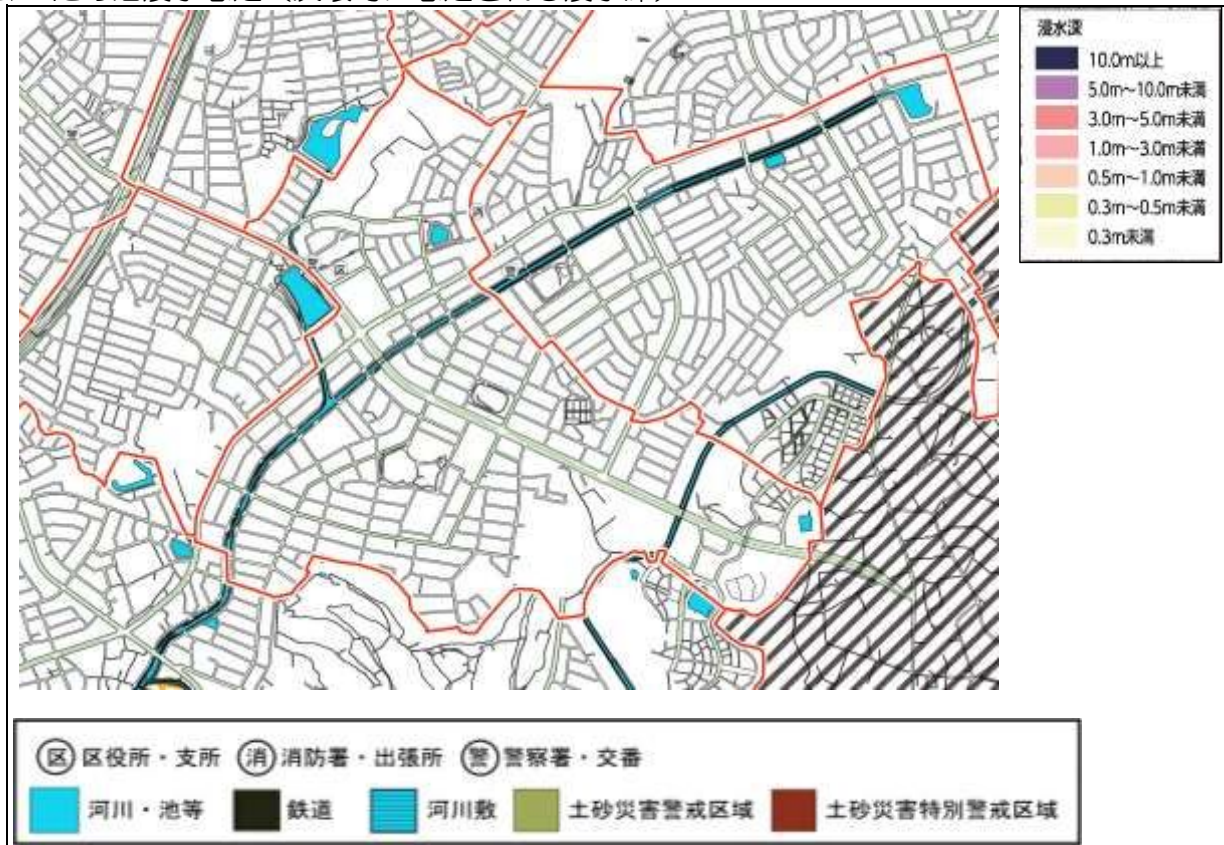 浸水深
10.0m以上
5.0m～10.0m未満
3.0m～5.0m未満
1.0m～3.0m未満
0.5m～1.0m未満
0.3m～0.5m未満
0.3m未満
消
警
区
警
区 区役所・支所 消 消防署・出張所 警 警察署・交番
河川・池等 鉄道 河川敷 土砂災害警戒区域 土砂災害特別警戒区域